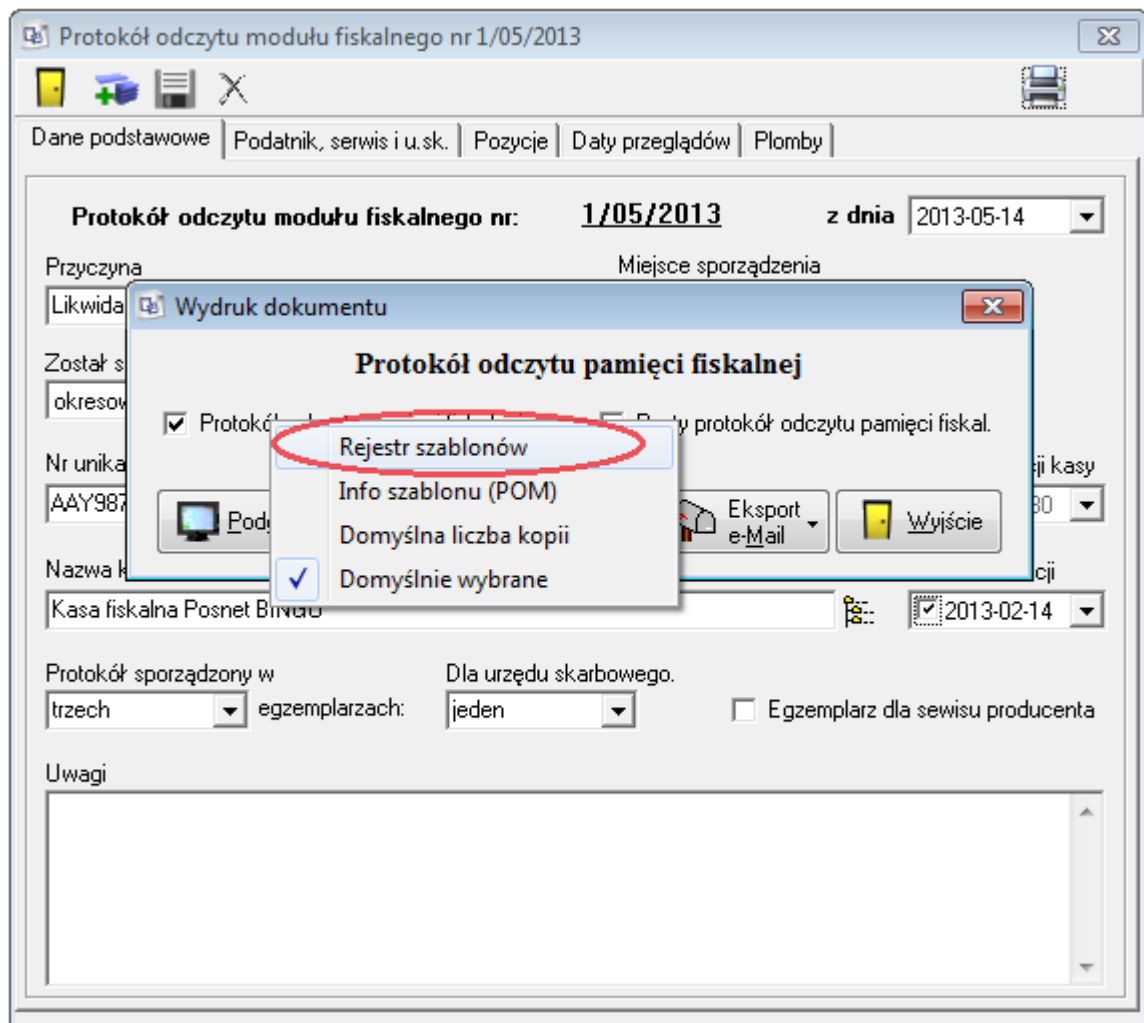 Protokół odczytu modułu fiskalnego nr 1/05/2013
Dane podstawowe Podatnik, serwis i u.sk. Pozycje Daty przeglądów Plomby
Protokół odczytu modułu fiskalnego nr: 1/05/2013 z dnia 2013-05-14
Przyczyna Miejsce sporządzenia
Likwida
Wydruk dokumentu
Został s
Protokół odczytu pamięci fiskalnej
okresow
protokół odczytu pamięci fiskal.
Rejestr szablonów
Nr unika
ji kasy
Info szablonu (POM)
AAY987
Eksport e-Mail
Wyjście
Domyślna liczba kopii
Nazwa k
cji
Domyślnie wybrane
Kasa fiskalna Posnet BINGO 2013-02-14
Protokół sporządzony w Dla urzędu skarbowego.
trzech egzemplarzach: jeden Egzemplarz dla sewisu producenta
Uwagi